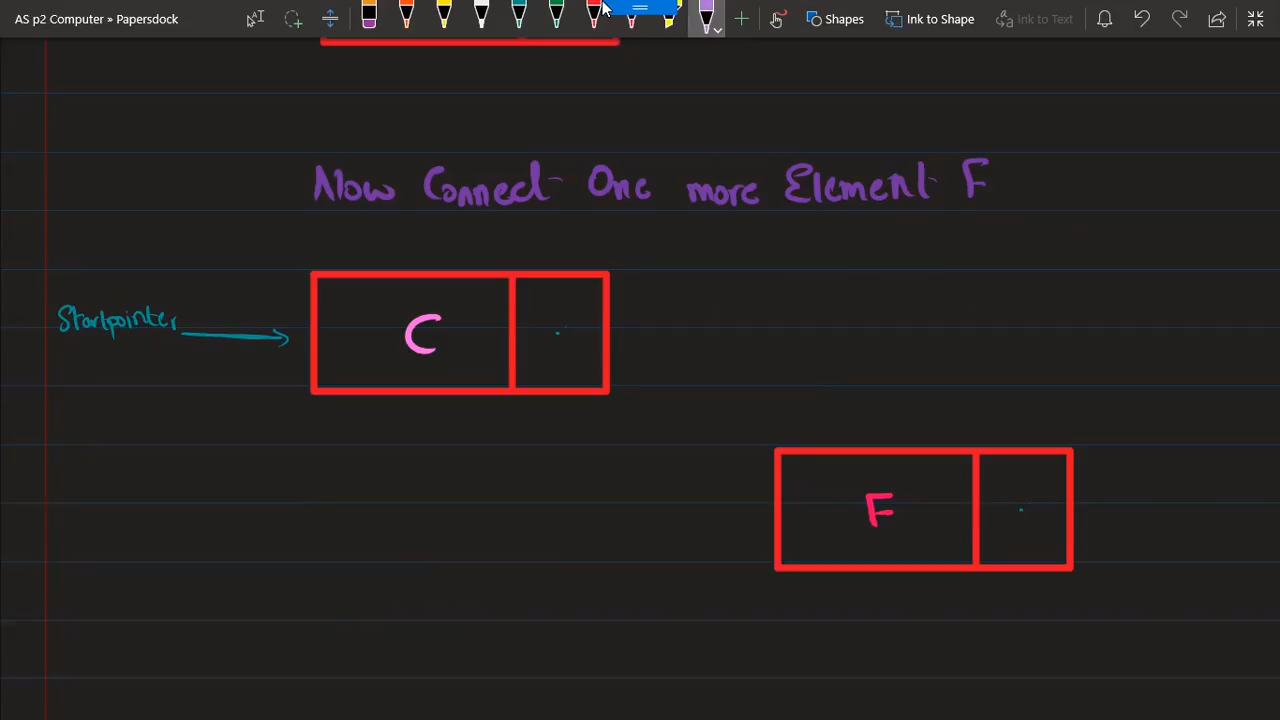 AS p2 Computer » Papersdock
Shapes
Ink to Shape
Ink to Text
Now Connect One more Element F
Startpointer
C
F